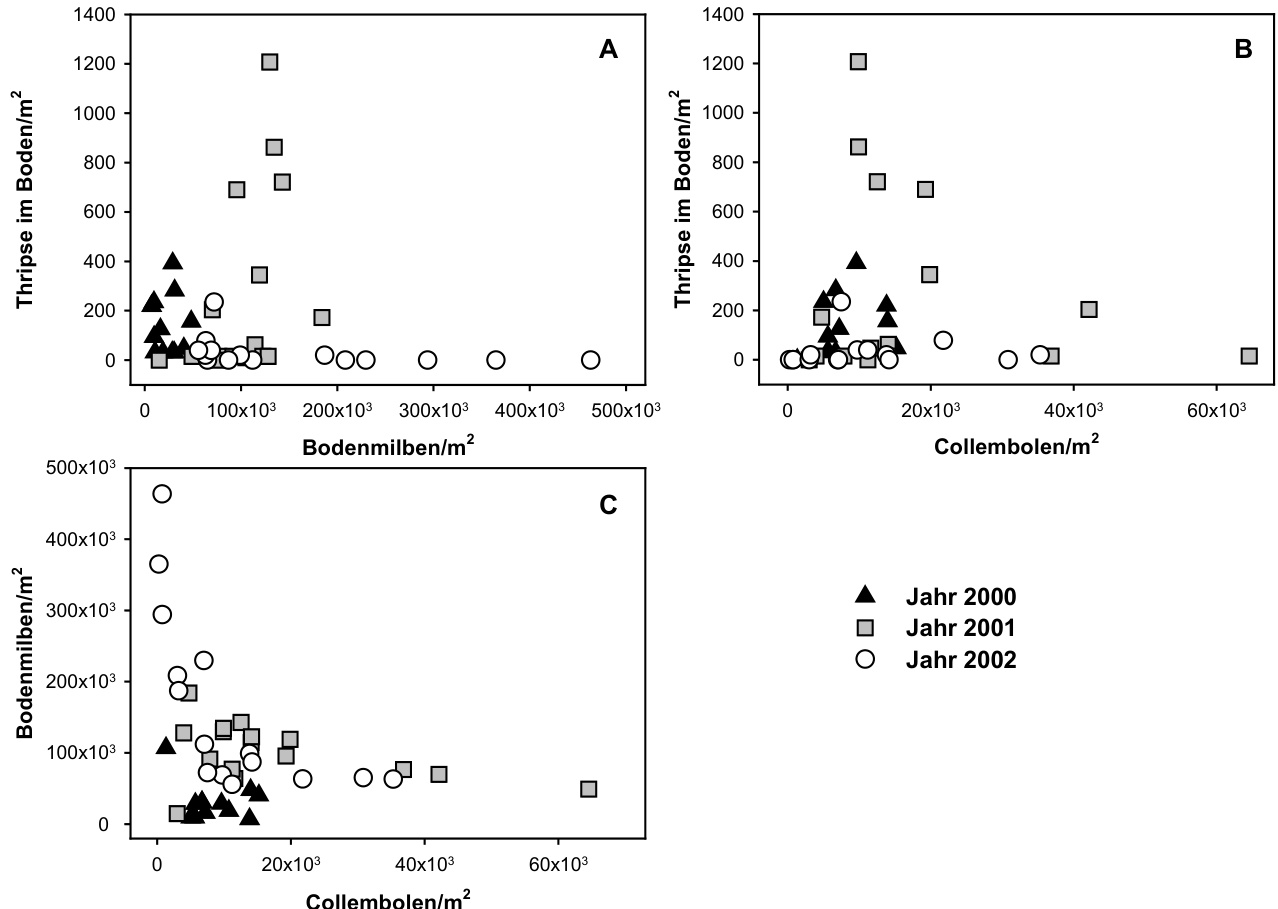 A
Thripse im Boden/m²
1400
1200
1000
800
600
400
200
0
0 100x10³ 200x10³ 300x10³ 400x10³ 500x10³
Bodenmilben/m²
B
Thripse im Boden/m²
1400
1200
1000
800
600
400
200
0
0 20x10³ 40x10³ 60x10³
Collembolen/m²
C
Bodenmilben/m²
500x10³
400x10³
300x10³
200x10³
100x10³
0
0 20x10³ 40x10³ 60x10³
Collembolen/m²
Jahr 2000
Jahr 2001
Jahr 2002